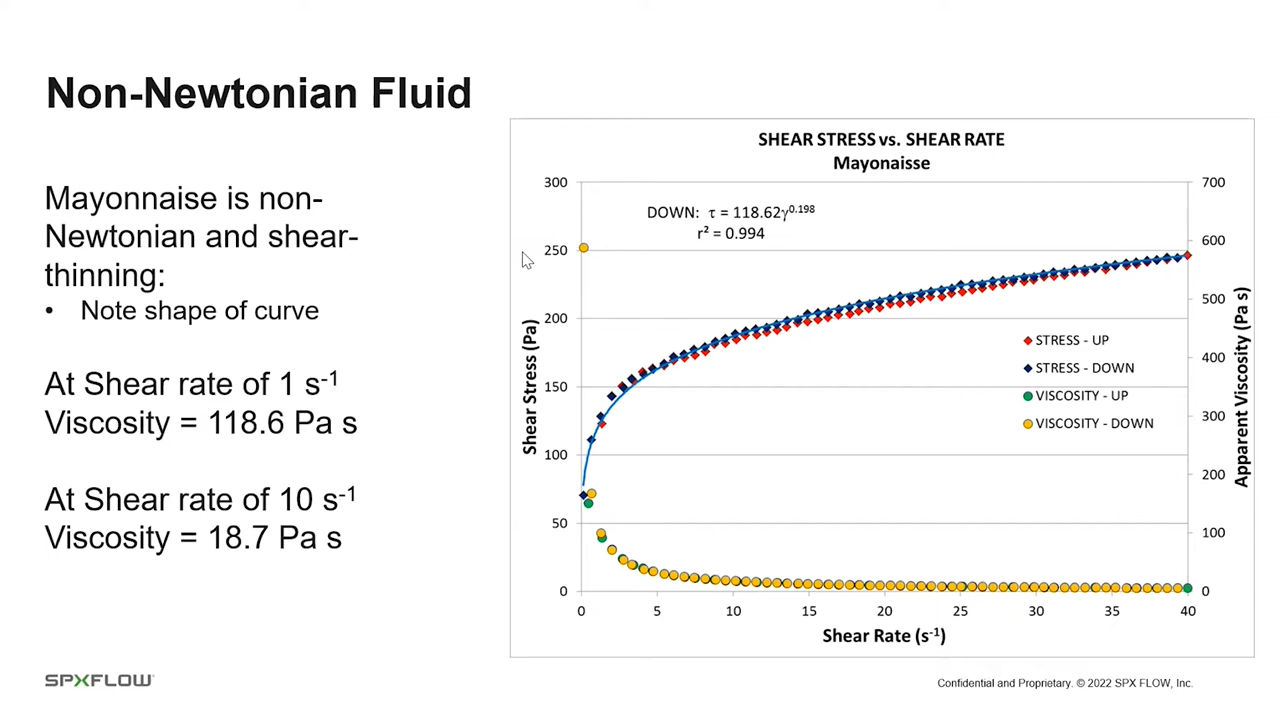 Non-Newtonian Fluid
Mayonnaise is non-
Newtonian and shear-
thinning:
• Note shape of curve
At Shear rate of 1 s⁻¹
Viscosity = 118.6 Pa s
At Shear rate of 10 s⁻¹
Viscosity = 18.7 Pa s
SHEAR STRESS vs. SHEAR RATE
Mayonaisse
DOWN: τ = 118.62γ^0.198
r² = 0.994
Shear Stress (Pa)
300
250
200
150
100
50
0
Apparent Viscosity (Pa s)
700
600
500
400
300
200
100
0
STRESS - UP
STRESS - DOWN
VISCOSITY - UP
VISCOSITY - DOWN
0 5 10 15 20 25 30 35 40
Shear Rate (s⁻¹)
SPXFLOW
Confidential and Proprietary. © 2022 SPX FLOW, Inc.